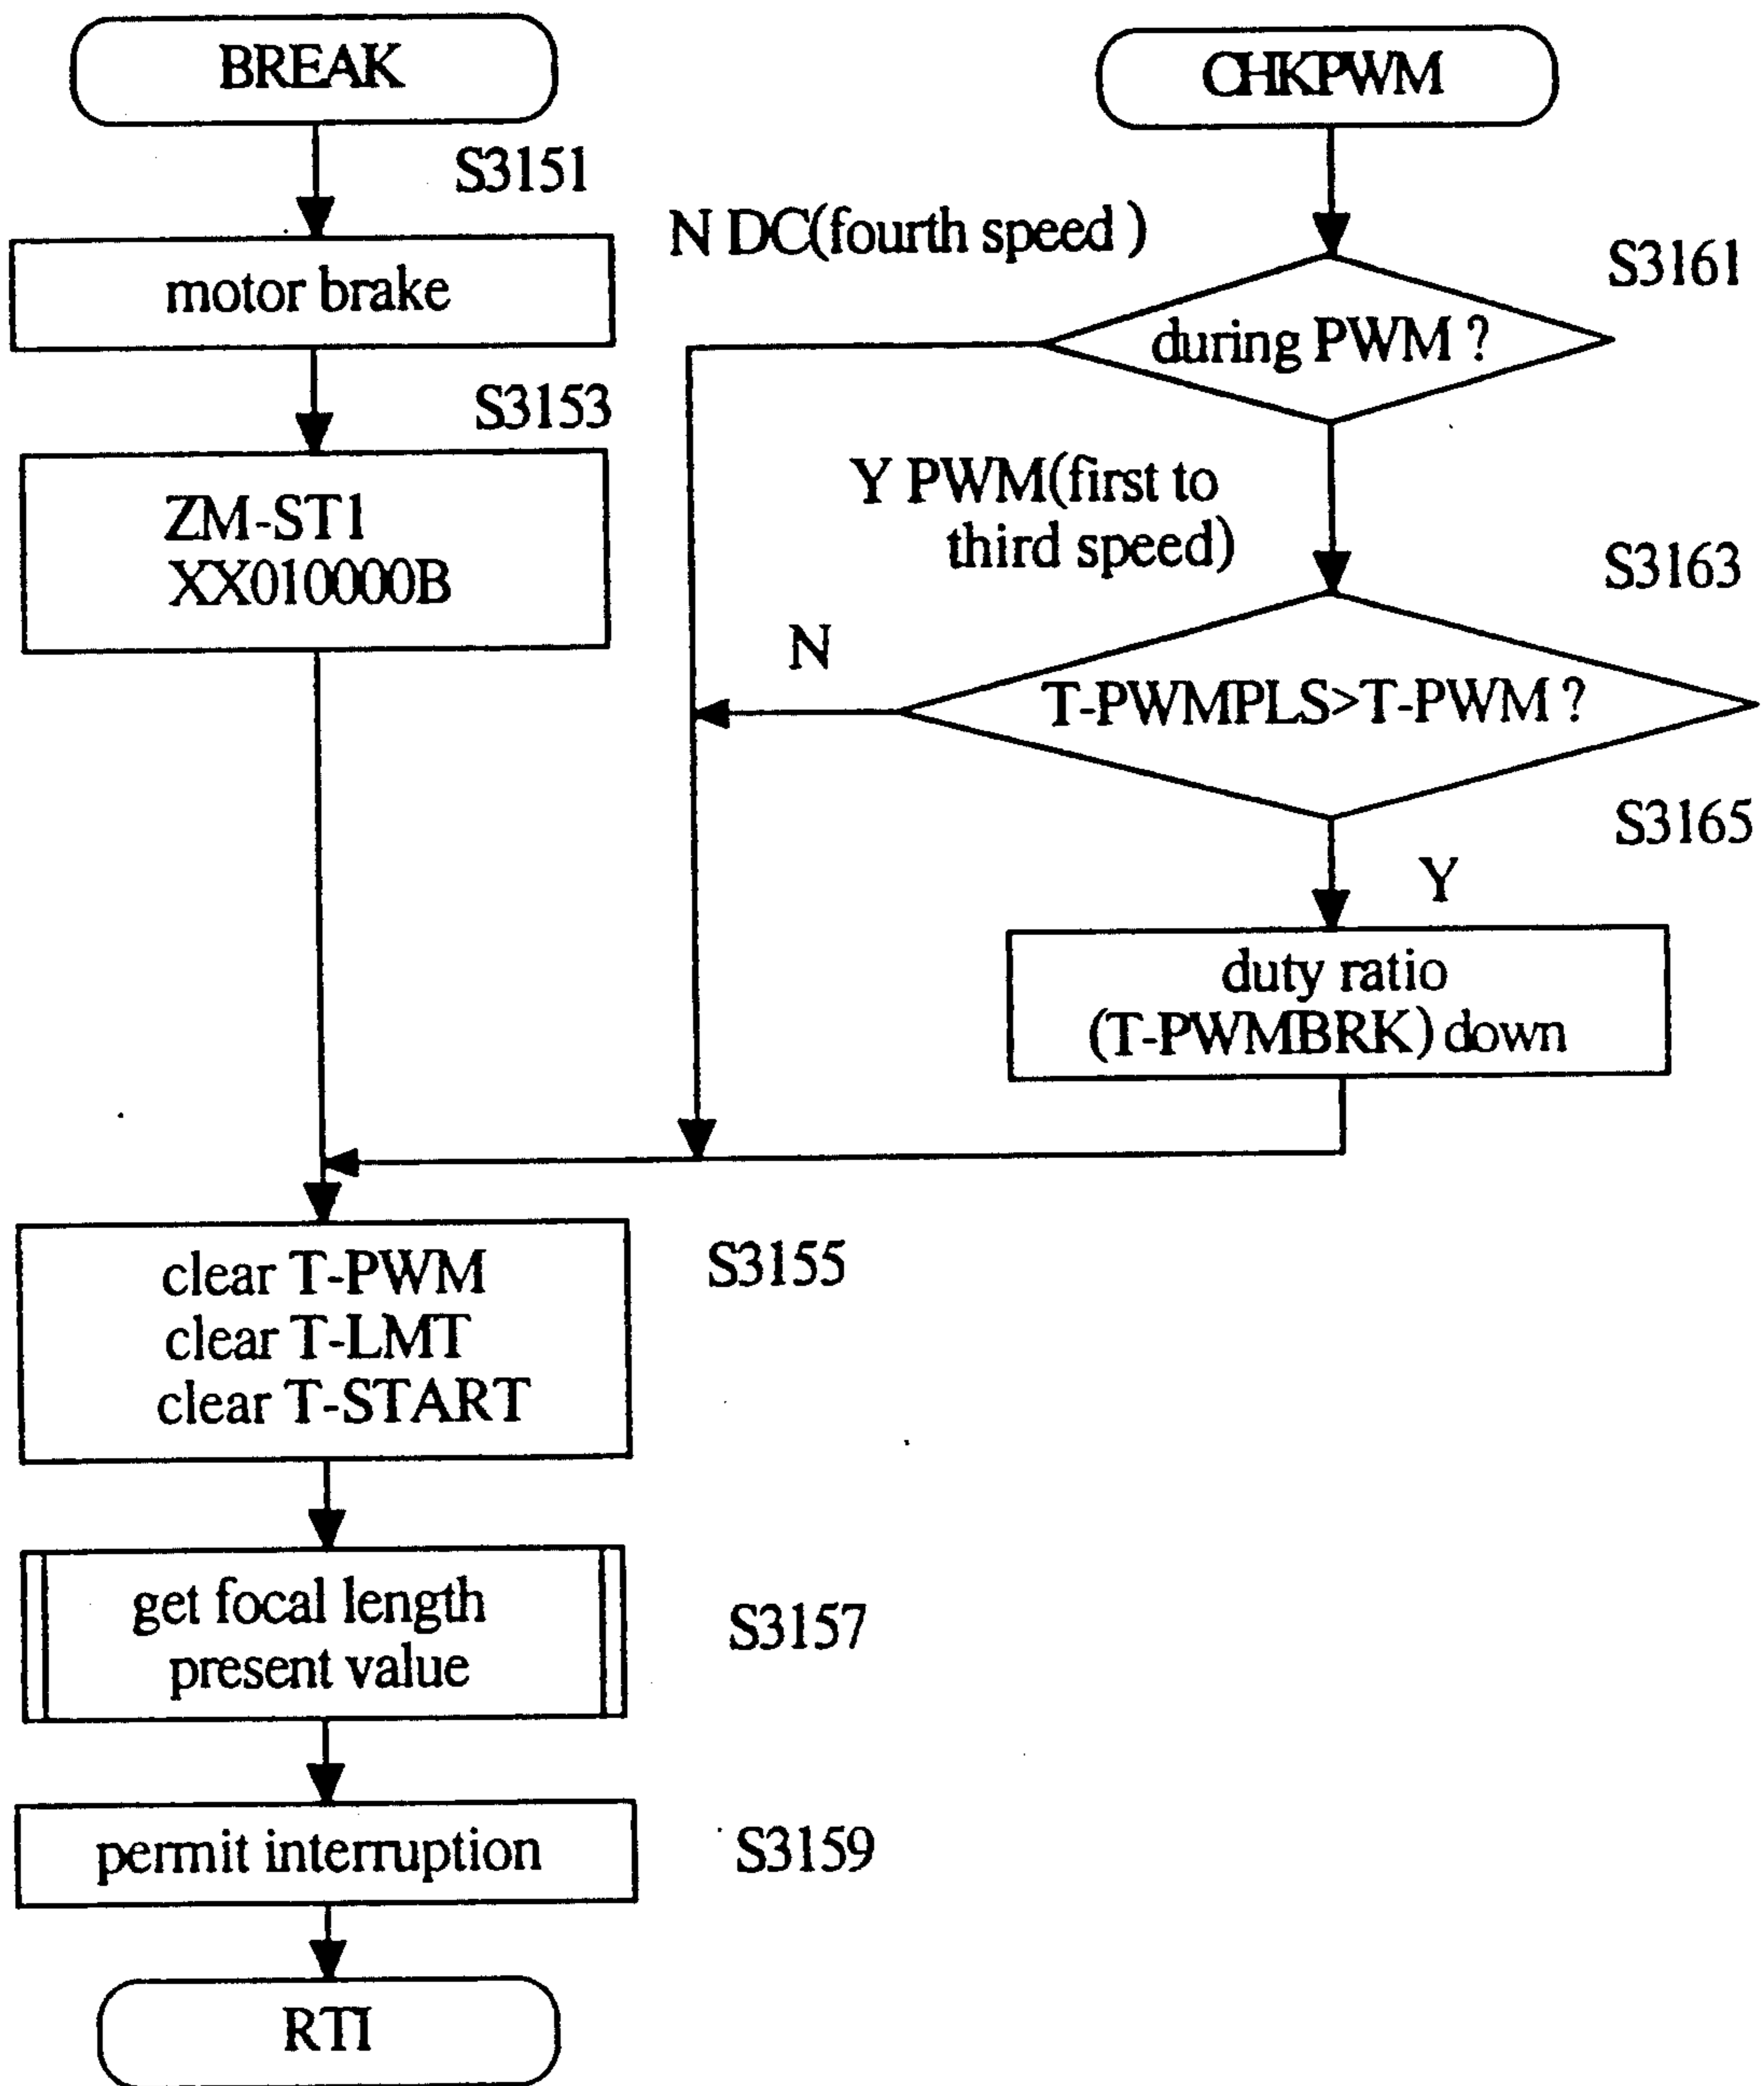 BREAK
S3151
motor brake
S3153
ZM-ST1
XX010000B
CHKPWM
N DC(fourth speed )
S3161
during PWM ?
Y PWM(first to
third speed)
S3163
N
T-PWMPLS>T-PWM ?
S3165
Y
duty ratio
(T-PWMBRK) down
clear T-PWM
clear T-LMT
clear T-START
S3155
get focal length
present value
S3157
permit interruption
S3159
RTI